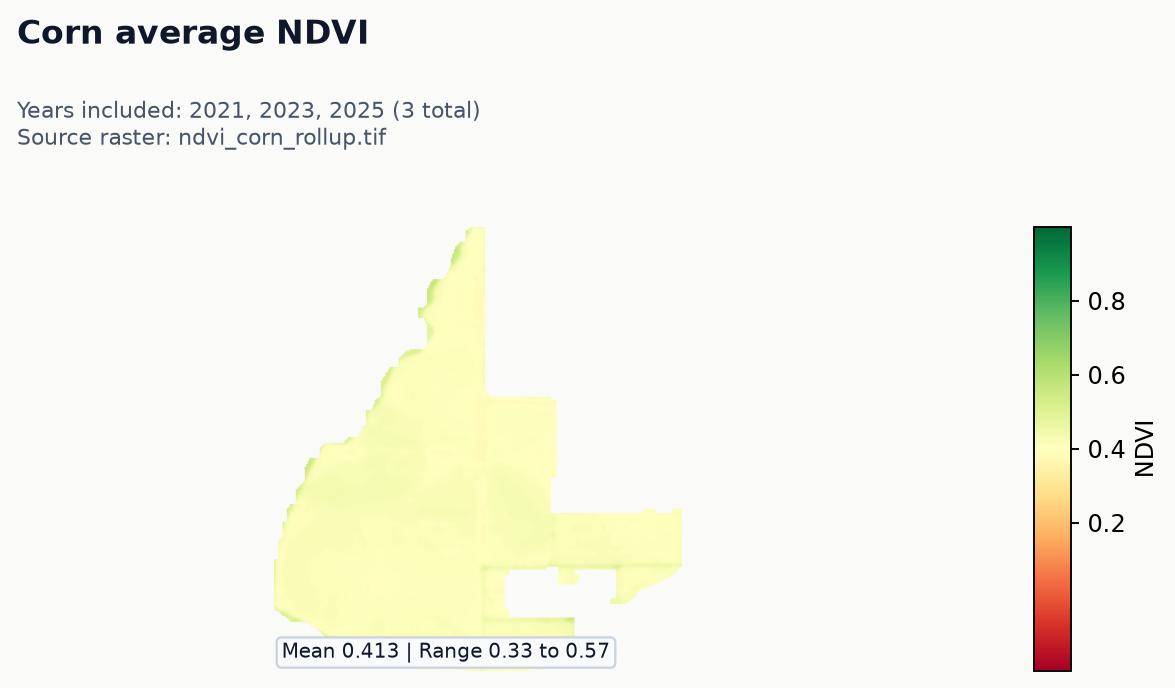 Corn average NDVI
Years included: 2021, 2023, 2025 (3 total)
Source raster: ndvi_corn_rollup.tif
0.8
0.6
0.4
0.2
NDVI
Mean 0.413 | Range 0.33 to 0.57